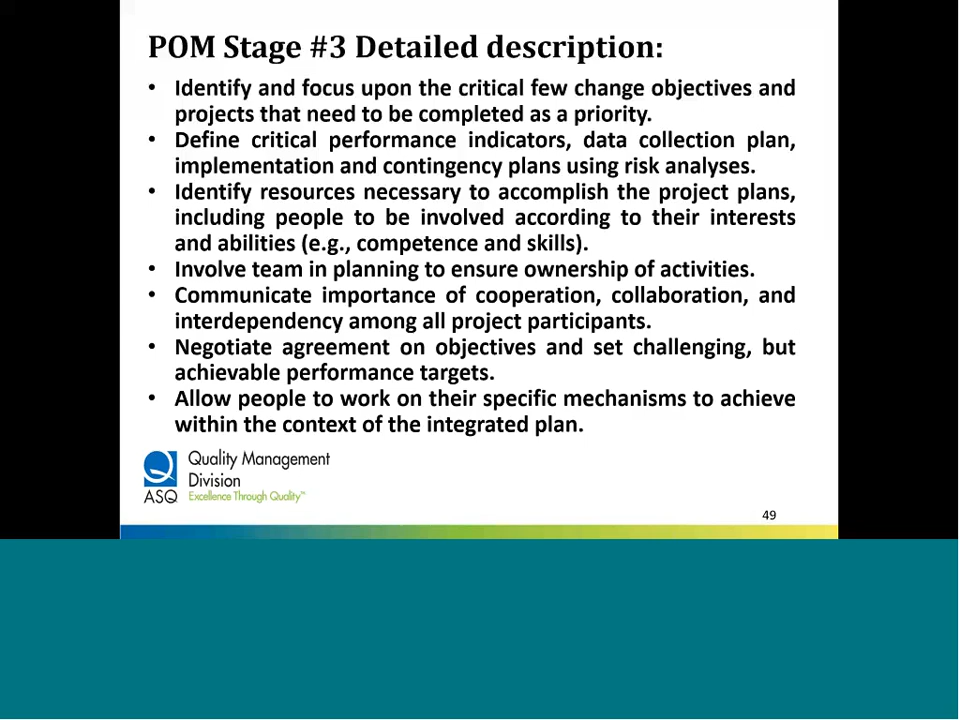 POM Stage #3 Detailed description:
• Identify and focus upon the critical few change objectives and
projects that need to be completed as a priority.
• Define critical performance indicators, data collection plan,
implementation and contingency plans using risk analyses.
• Identify resources necessary to accomplish the project plans,
including people to be involved according to their interests
and abilities (e.g., competence and skills).
• Involve team in planning to ensure ownership of activities.
• Communicate importance of cooperation, collaboration, and
interdependency among all project participants.
• Negotiate agreement on objectives and set challenging, but
achievable performance targets.
• Allow people to work on their specific mechanisms to achieve
within the context of the integrated plan.
Quality Management
Division
ASQ Excellence Through Quality™
49